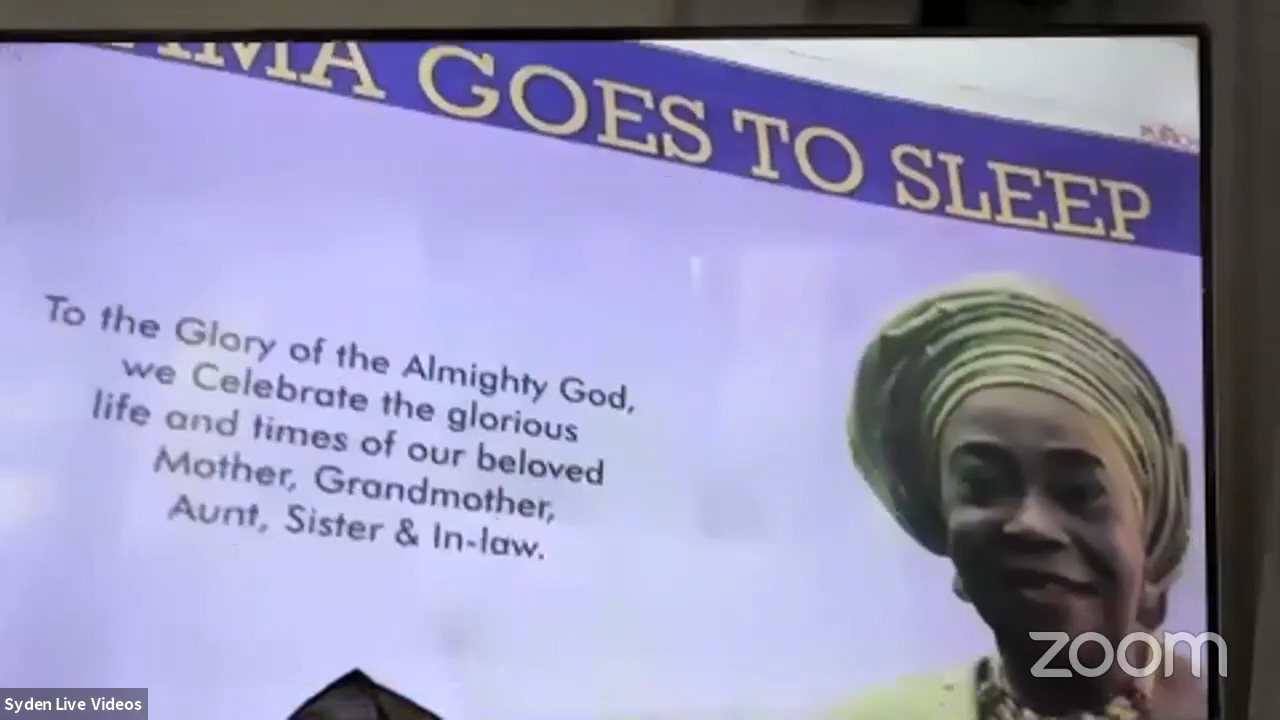 AMA GOES TO SLEEP
To the Glory of the Almighty God,
we Celebrate the glorious
life and times of our beloved
Mother, Grandmother,
Aunt, Sister & In-law.
zoom
Syden Live Videos